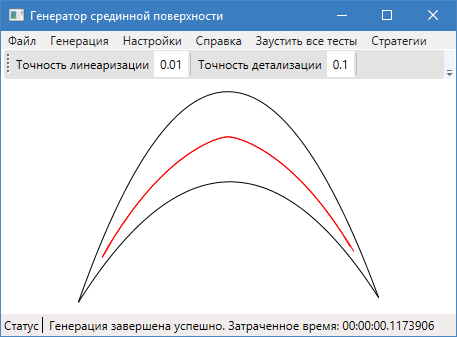 Генератор срединной поверхности
Файл Генерация Настройки Справка Заустить все тесты Стратегии
Точность линеаризации 0.01 Точность детализации 0.1
Статус Генерация завершена успешно. Затраченное время: 00:00:00.1173906